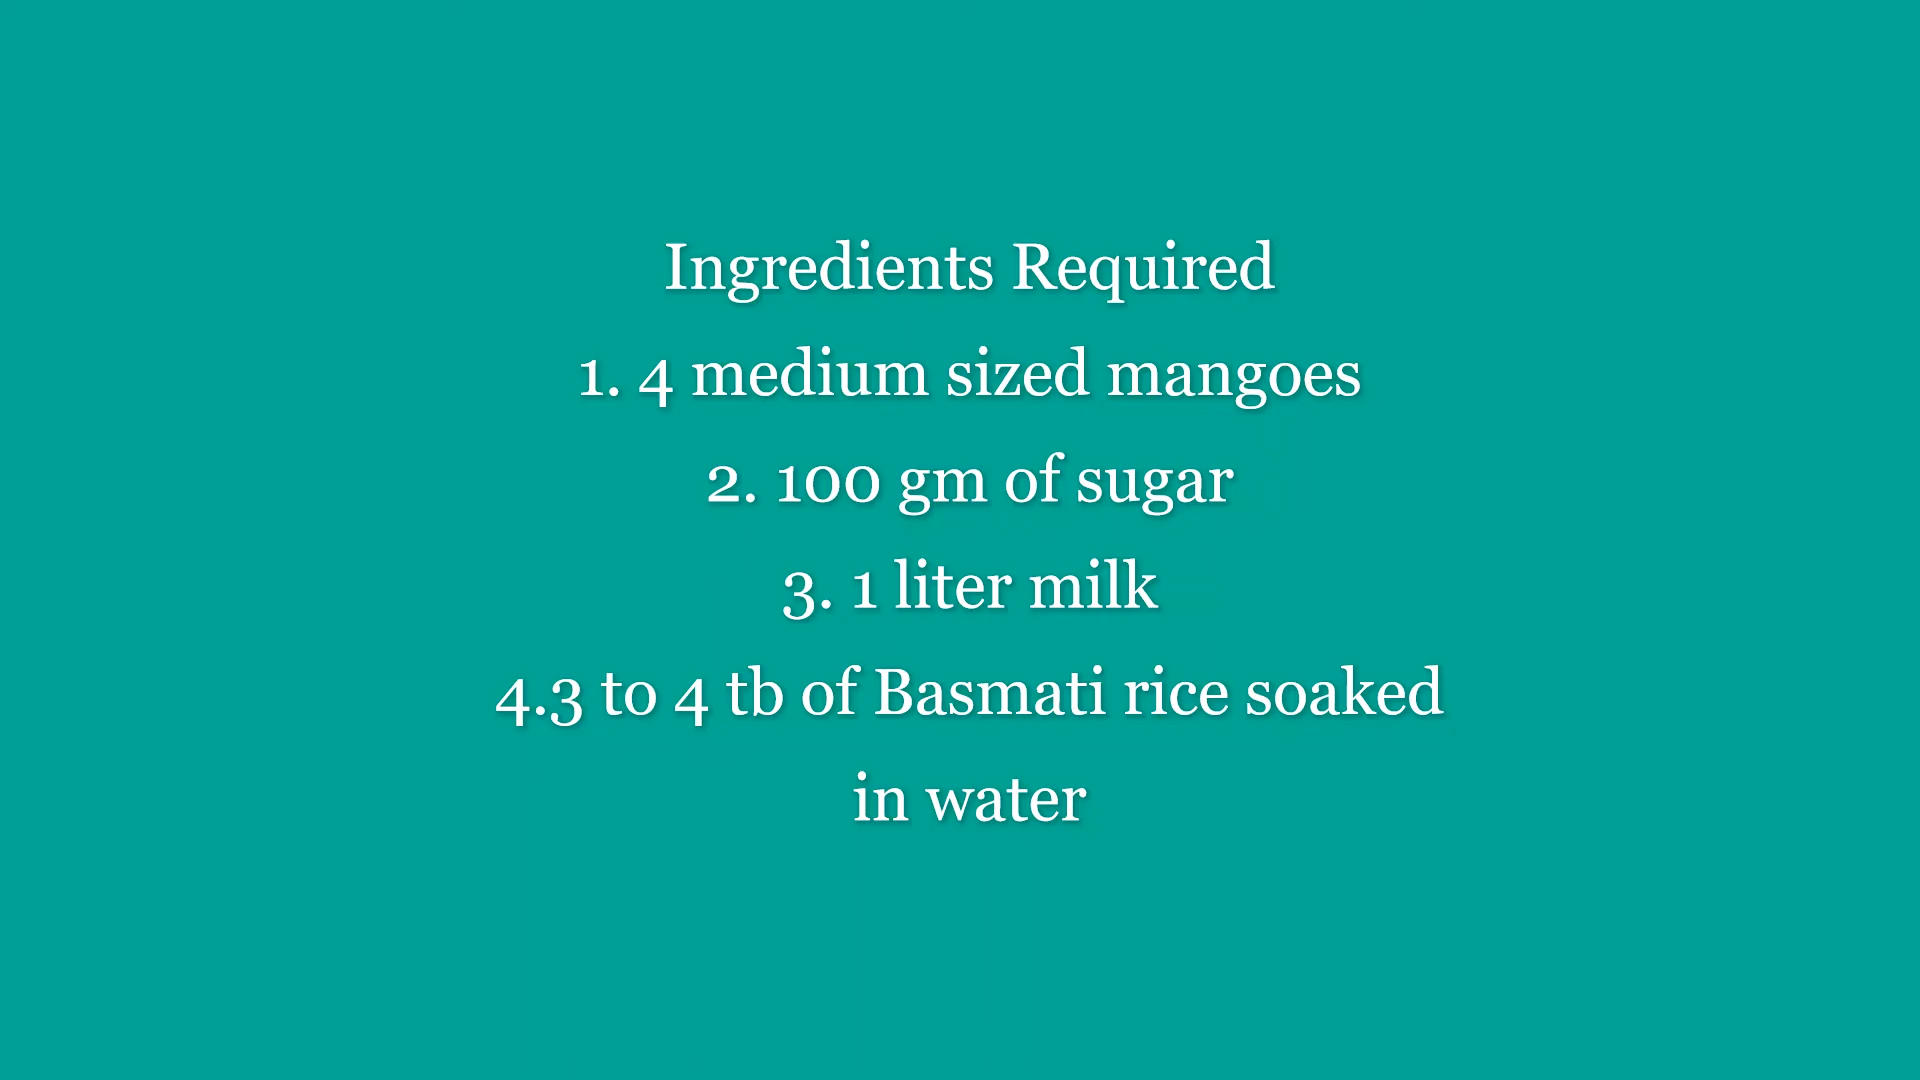 Ingredients Required
1. 4 medium sized mangoes
2. 100 gm of sugar
3. 1 liter milk
4.3 to 4 tb of Basmati rice soaked
in water